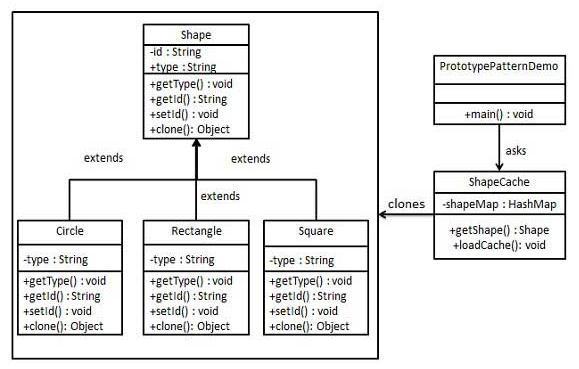 Shape
-id : String
+type : String
+getType() : void
+getId() : String
+setId() : void
+clone(): Object
PrototypePatternDemo
+main() : void
asks
extends
extends
extends
ShapeCache
-shapeMap : HashMap
+getShape() : Shape
+loadCache(): void
clones
Circle
-type : String
+getType() : void
+getId() : String
+setId() : void
+clone(): Object
Rectangle
-type : String
+getType() : void
+getId() : String
+setId() : void
+clone(): Object
Square
-type : String
+getType() : void
+getId() : String
+setId() : void
+clone(): Object